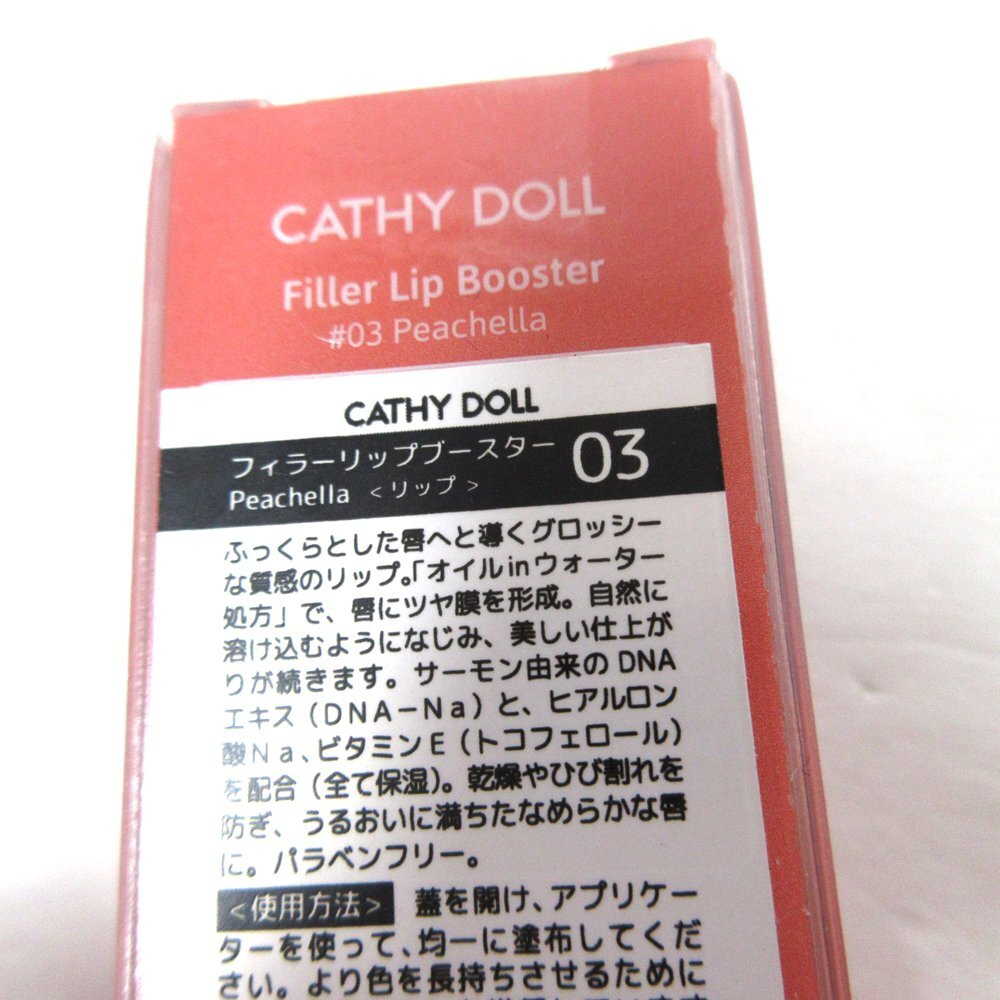 CATHY DOLL
Filler Lip Booster
#03 Peachella
CATHY DOLL
フィラーリップブースター 03
Peachella <リップ>
ふっくらとした唇へと導くグロッシー
な質感のリップ。「オイルinウォーター
処方」で、唇にツヤ膜を形成。自然に
溶け込むようになじみ、美しい仕上が
りが続きます。サーモン由来のDNA
エキス(DNA-Na)と、ヒアルロン
酸Na、ビタミンE(トコフェロール)
を配合(全て保湿)。乾燥やひび割れを
防ぎ、うるおいに満ちたなめらかな唇
に。パラベンフリー。
<使用方法> 蓋を開け、アプリケー
ターを使って、均一に塗布してくだ
さい。より色を長持ちさせるために